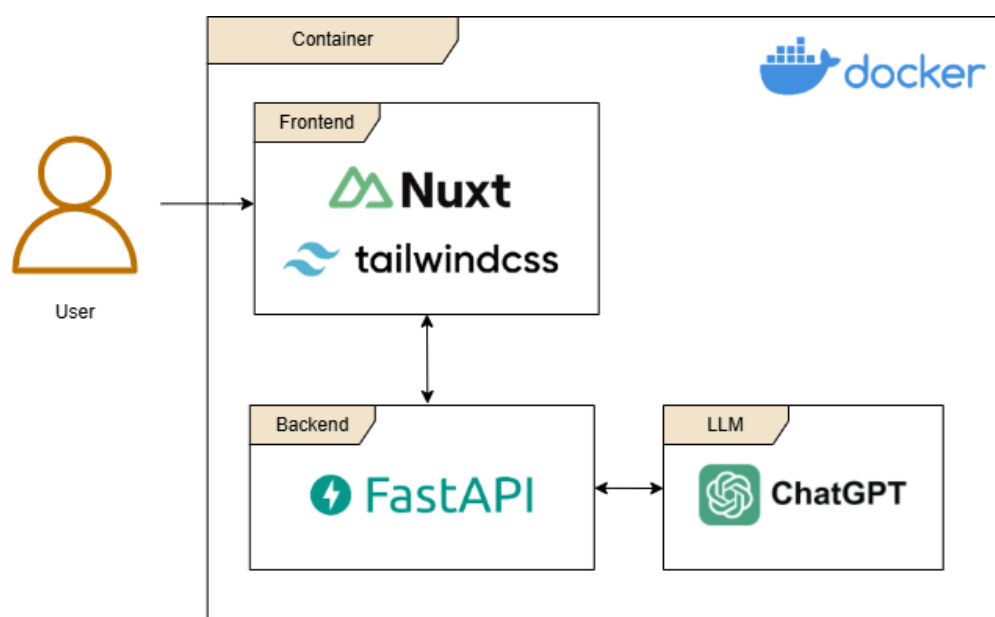 Container
docker
Frontend
Nuxt
tailwindcss
User
Backend
FastAPI
LLM
ChatGPT